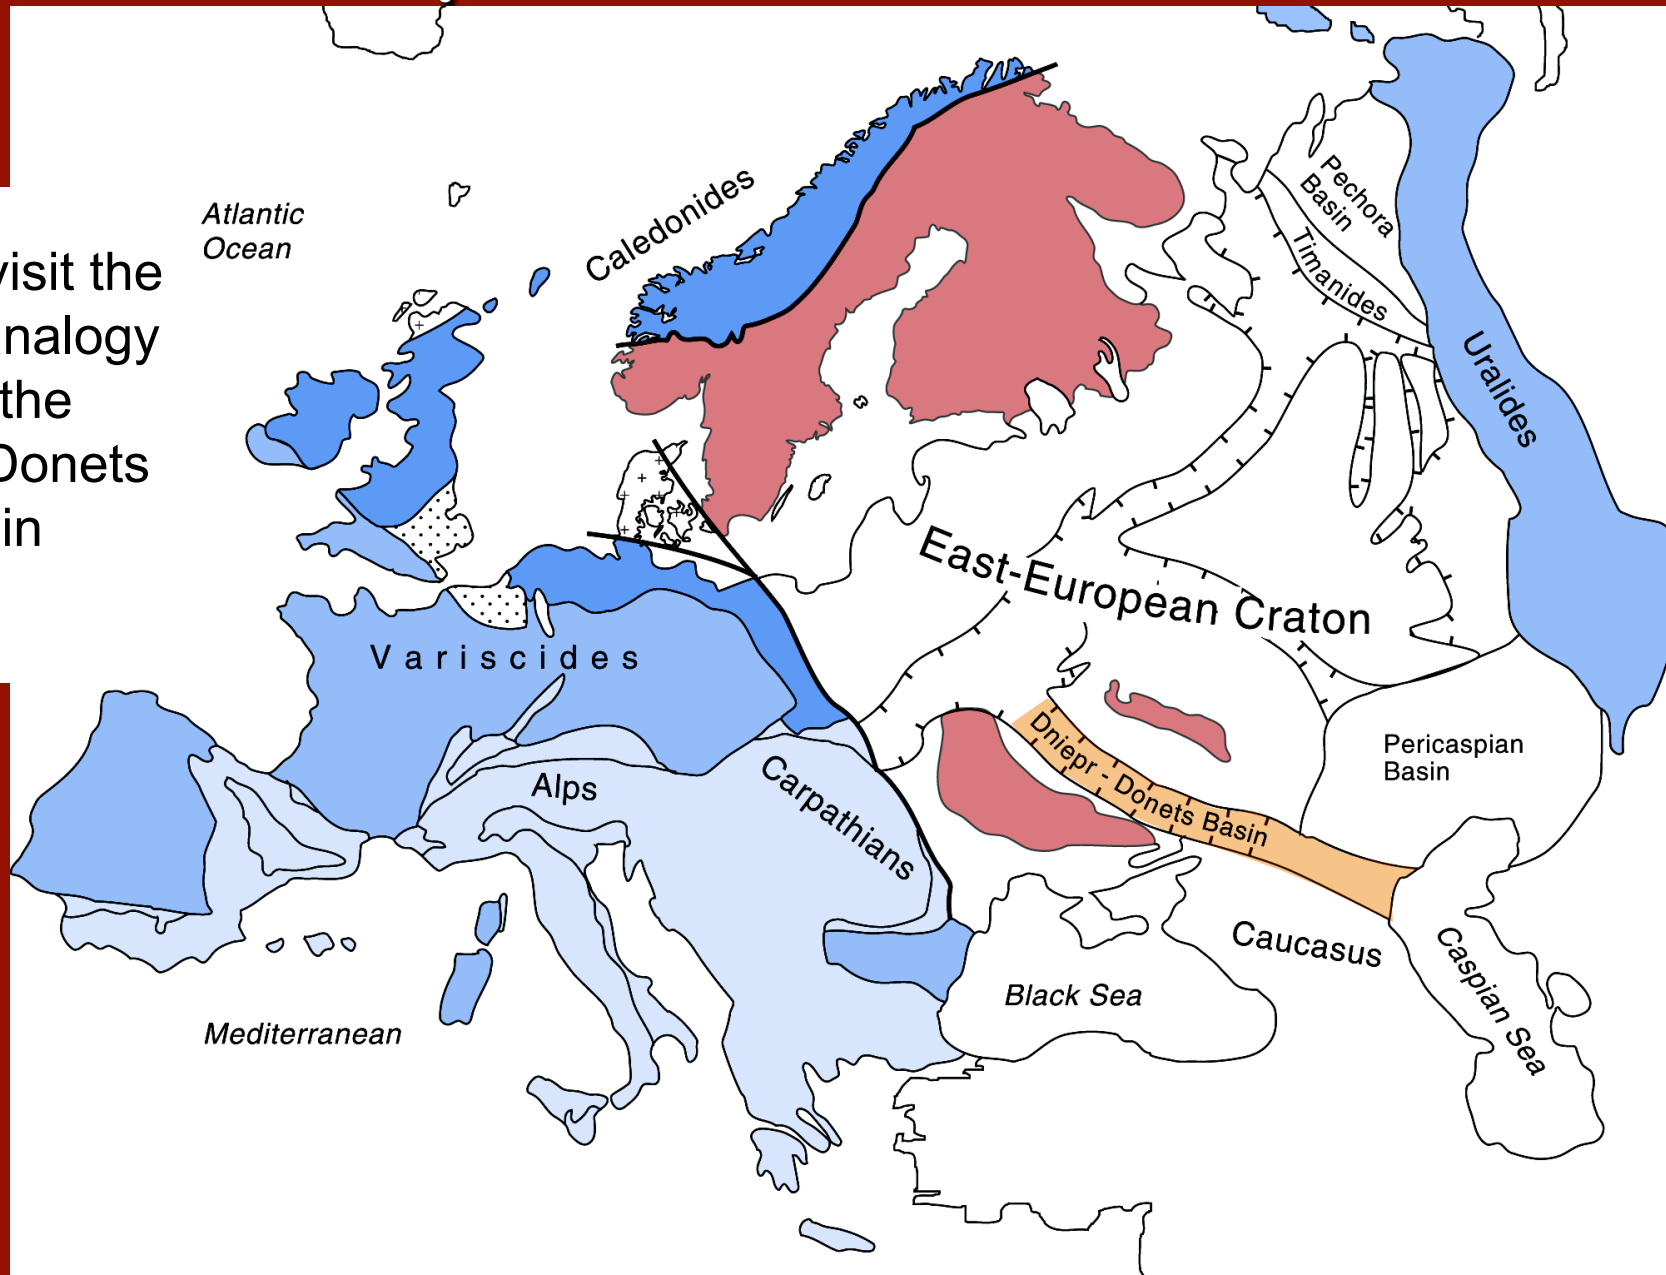 visit the
nalogy
the
Donets
in
Atlantic
Ocean
Caledonides
Pechora
Basin
Timanides
Uralides
East-European Craton
Variscides
Dniepr - Donets Basin
Pericaspian
Basin
Alps
Carpathians
Caucasus
Caspian Sea
Black Sea
Mediterranean